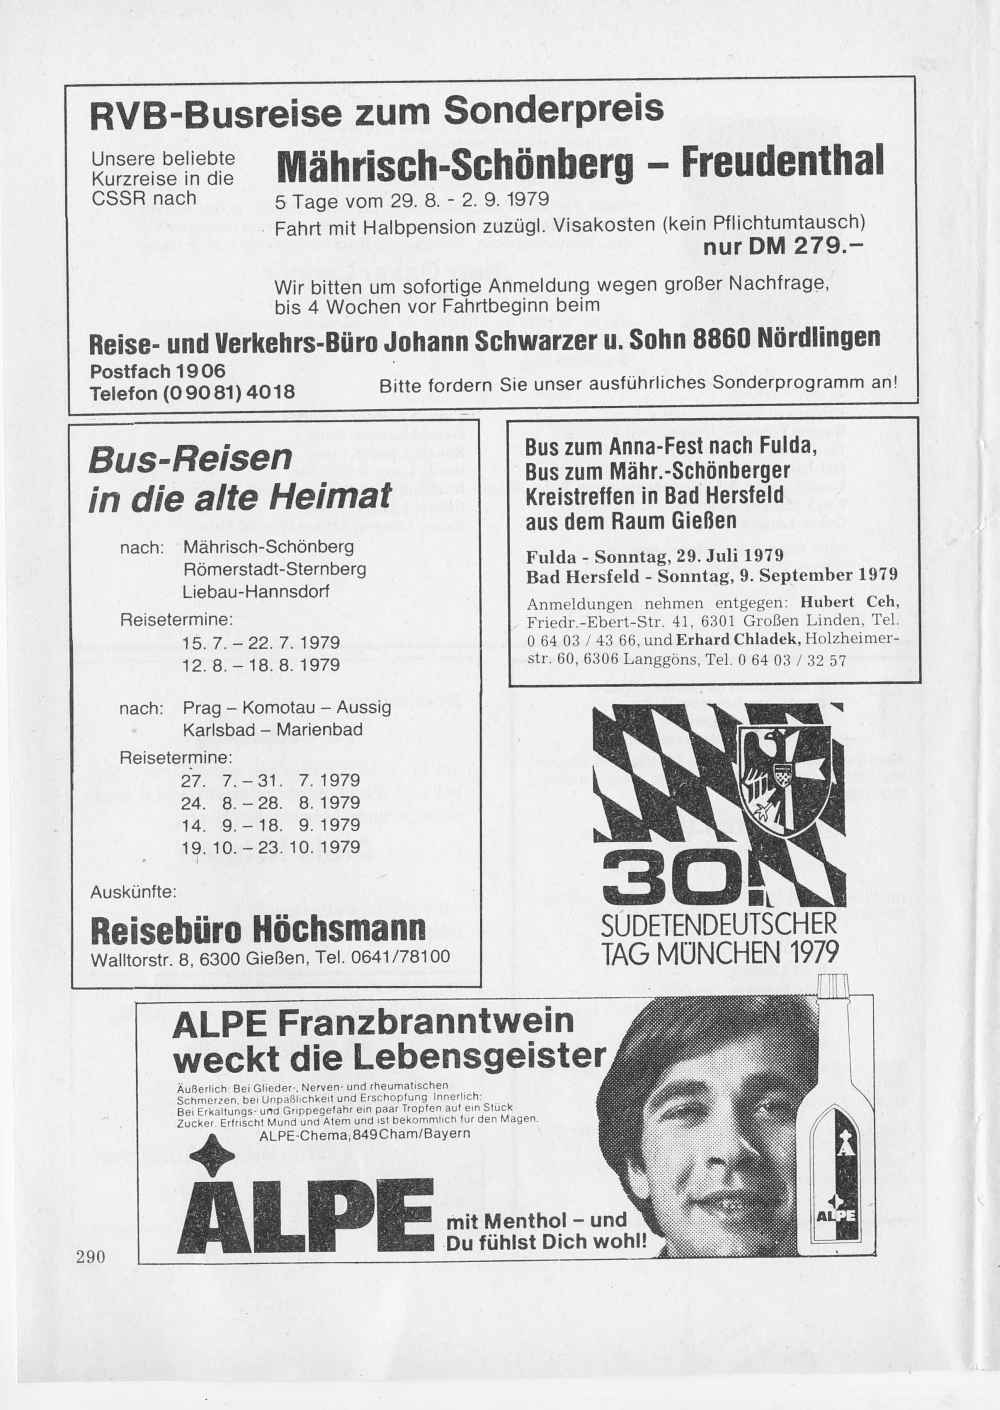 RVB-Busreise zum Sonderpreis
Unsere beliebte
Kurzreise in die
CSSR nach
Mährisch-Schönberg – Freudenthal
5 Tage vom 29. 8. - 2. 9. 1979
Fahrt mit Halbpension zuzügl. Visakosten (kein Pflichtumtausch)
nur DM 279.–
Wir bitten um sofortige Anmeldung wegen großer Nachfrage,
bis 4 Wochen vor Fahrtbeginn beim
Reise- und Verkehrs-Büro Johann Schwarzer u. Sohn 8860 Nördlingen
Postfach 1906
Telefon (0 90 81) 40 18
Bitte fordern Sie unser ausführliches Sonderprogramm an!
Bus-Reisen
in die alte Heimat
nach: Mährisch-Schönberg
Römerstadt-Sternberg
Liebau-Hannsdorf
Reisetermine:
15. 7. – 22. 7. 1979
12. 8. – 18. 8. 1979
nach: Prag – Komotau – Aussig
Karlsbad – Marienbad
Reisetermine:
27. 7. – 31. 7. 1979
24. 8. – 28. 8. 1979
14. 9. – 18. 9. 1979
19. 10. – 23. 10. 1979
Auskünfte:
Reisebüro Höchsmann
Walltorstr. 8, 6300 Gießen, Tel. 0641/78100
Bus zum Anna-Fest nach Fulda,
Bus zum Mähr.-Schönberger
Kreistreffen in Bad Hersfeld
aus dem Raum Gießen
Fulda - Sonntag, 29. Juli 1979
Bad Hersfeld - Sonntag, 9. September 1979
Anmeldungen nehmen entgegen: Hubert Ceh,
Friedr.-Ebert-Str. 41, 6301 Großen Linden, Tel.
0 64 03 / 43 66, und Erhard Chladek, Holzheimer-
str. 60, 6306 Langgöns, Tel. 0 64 03 / 32 57
30.
SUDETENDEUTSCHER
TAG MÜNCHEN 1979
ALPE Franzbranntwein
weckt die Lebensgeister
Äußerlich: Bei Glieder-, Nerven- und rheumatischen
Schmerzen, bei Unpäßlichkeit und Erschöpfung Innerlich:
Bei Erkältungs- und Grippegefahr ein paar Tropfen auf ein Stück
Zucker. Erfrischt Mund und Atem und ist bekömmlich für den Magen.
ALPE-Chema, 849 Cham/Bayern
ALPE
mit Menthol – und
Du fühlst Dich wohl!
A
ALPE
290